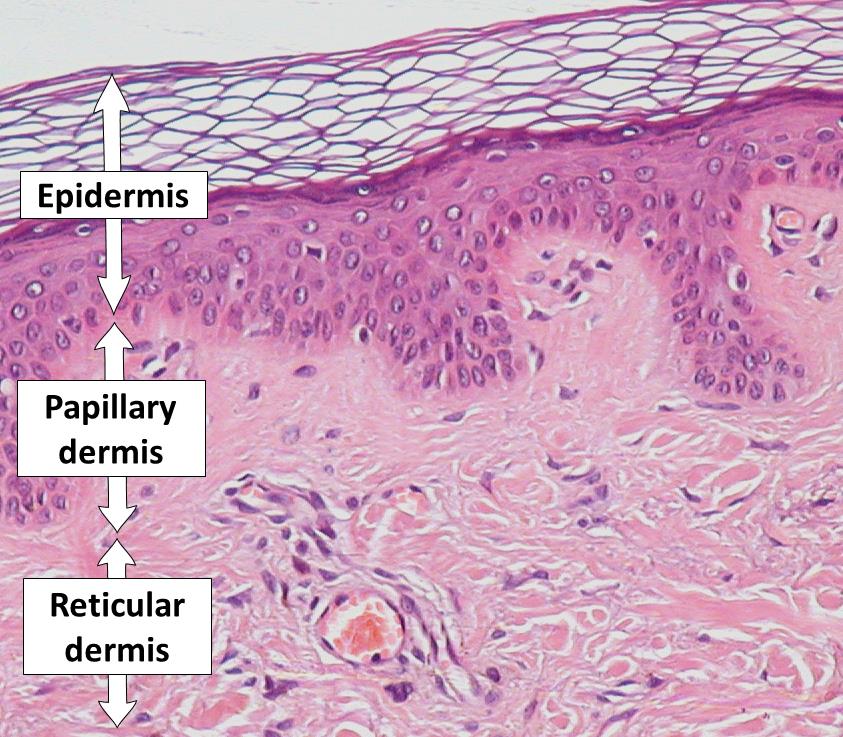 Epidermis
Papillary
dermis
Reticular
dermis